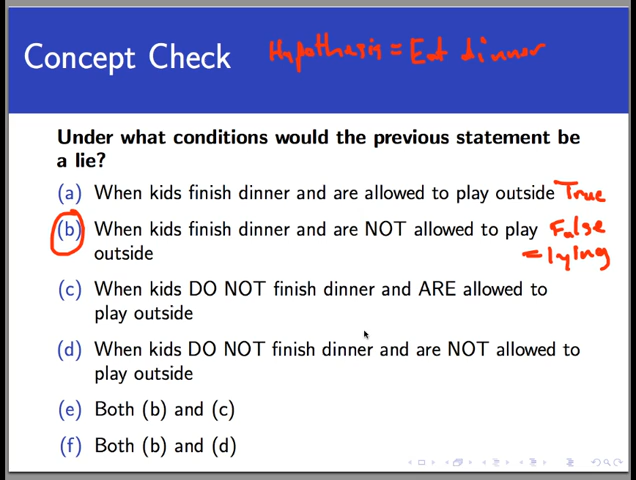 Concept Check Hypothesis = Eat dinner
Under what conditions would the previous statement be
a lie?
(a) When kids finish dinner and are allowed to play outside True
(b) When kids finish dinner and are NOT allowed to play False
outside = lying
(c) When kids DO NOT finish dinner and ARE allowed to
play outside
(d) When kids DO NOT finish dinner and are NOT allowed to
play outside
(e) Both (b) and (c)
(f) Both (b) and (d)